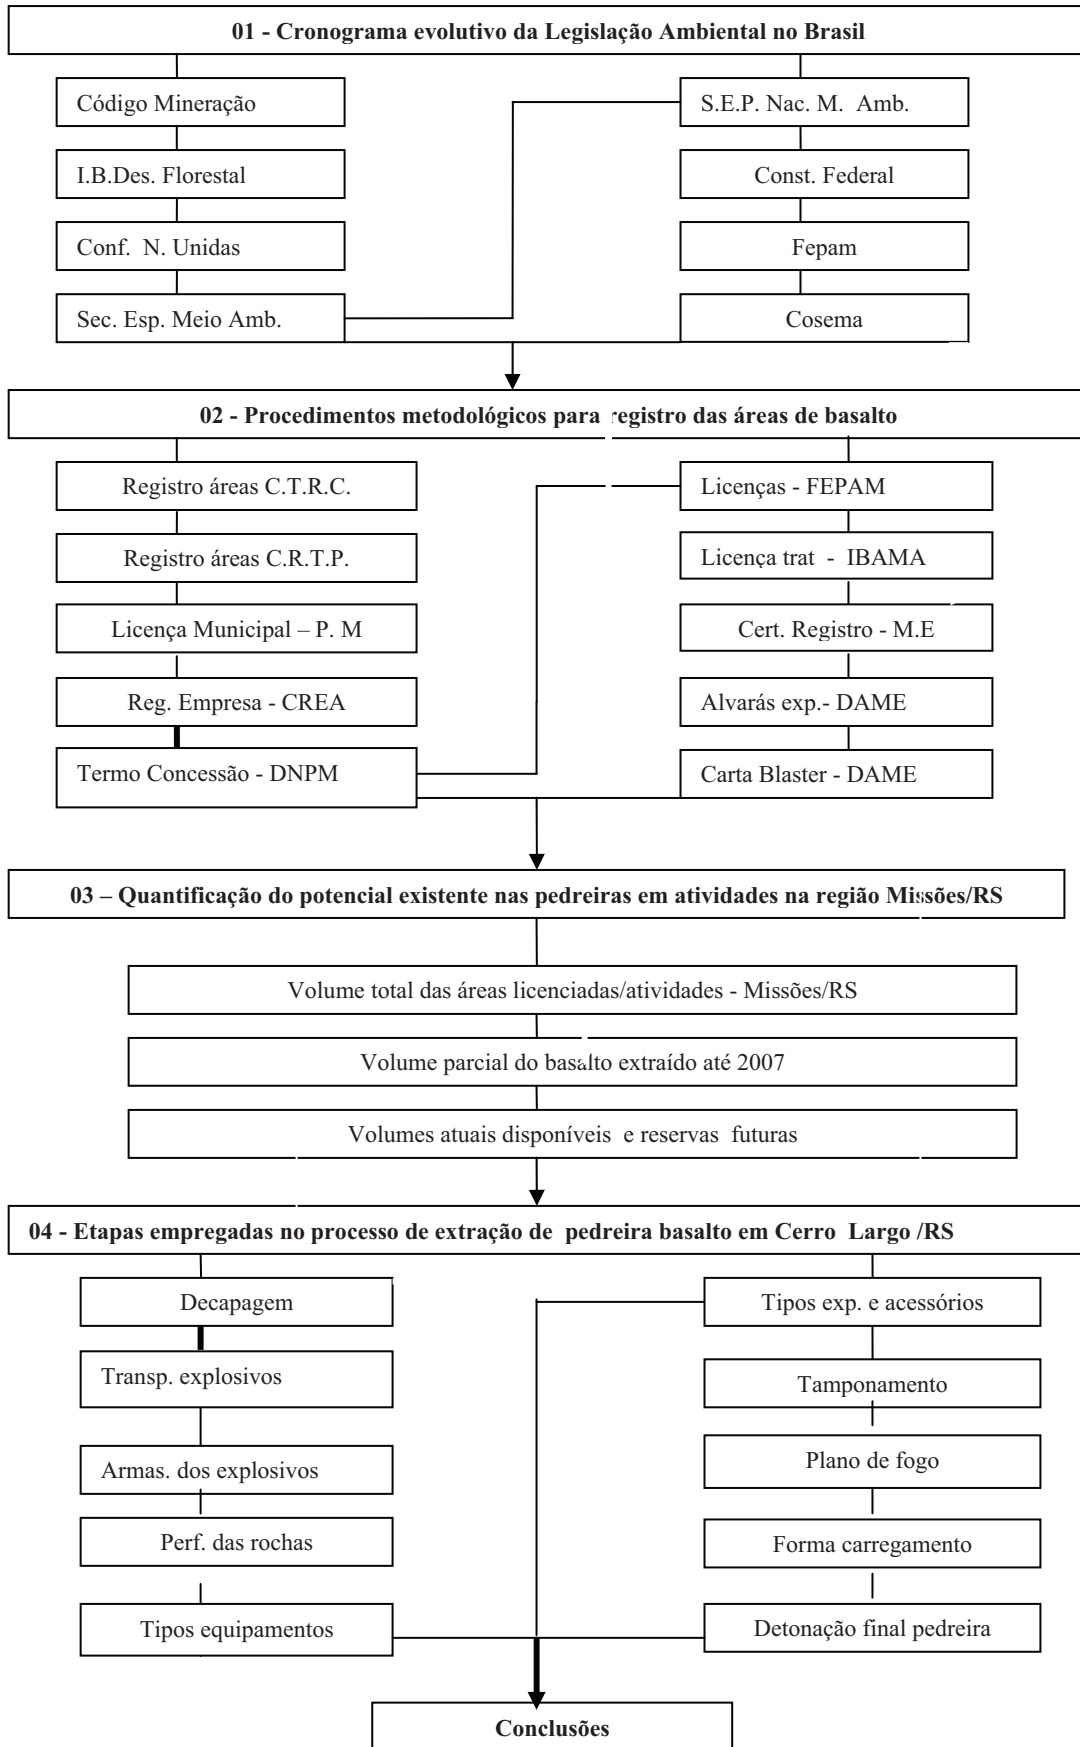 01 - Cronograma evolutivo da Legislação Ambiental no Brasil
Código Mineração
I.B.Des. Florestal
Conf. N. Unidas
Sec. Esp. Meio Amb.
S.E.P. Nac. M. Amb.
Const. Federal
Fepam
Cosema
02 - Procedimentos metodológicos para registro das áreas de basalto
Registro áreas C.T.R.C.
Registro áreas C.R.T.P.
Licença Municipal – P. M
Reg. Empresa - CREA
Termo Concessão - DNPM
Licenças - FEPAM
Licença trat - IBAMA
Cert. Registro - M.E
Alvarás exp.- DAME
Carta Blaster - DAME
03 – Quantificação do potencial existente nas pedreiras em atividades na região Missões/RS
Volume total das áreas licenciadas/atividades - Missões/RS
Volume parcial do basalto extraído até 2007
Volumes atuais disponíveis e reservas futuras
04 - Etapas empregadas no processo de extração de pedreira basalto em Cerro Largo /RS
Decapagem
Transp. explosivos
Armas. dos explosivos
Perf. das rochas
Tipos equipamentos
Tipos exp. e acessórios
Tamponamento
Plano de fogo
Forma carregamento
Detonação final pedreira
Conclusões